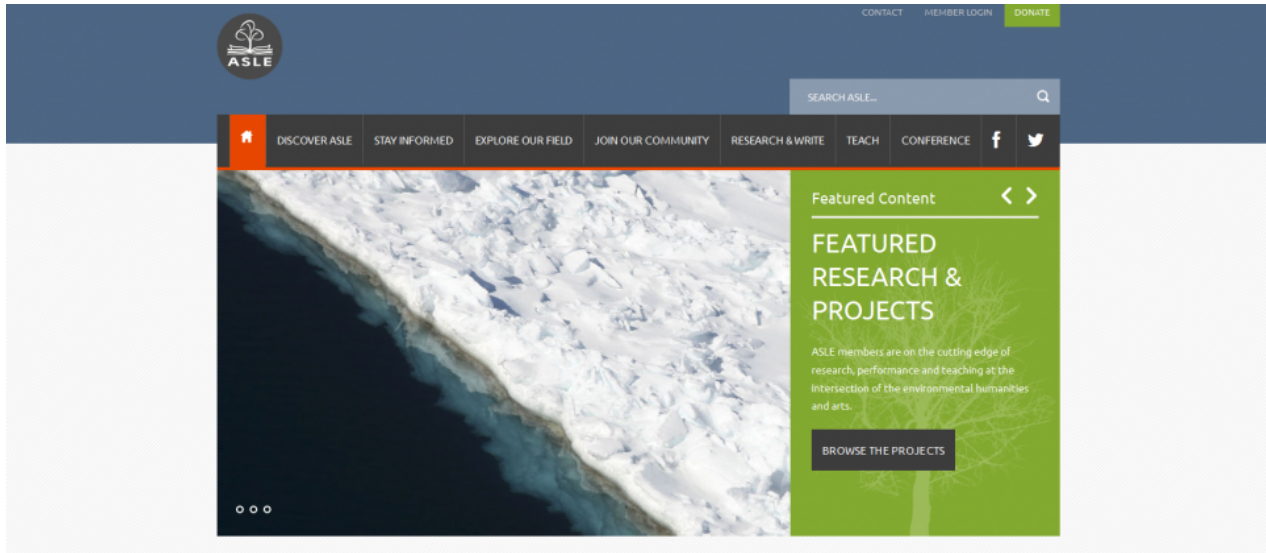 CONTACT MEMBER LOGIN DONATE
ASLE
SEARCH ASLE...
DISCOVER ASLE STAY INFORMED EXPLORE OUR FIELD JOIN OUR COMMUNITY RESEARCH & WRITE TEACH CONFERENCE
Featured Content
FEATURED
RESEARCH &
PROJECTS
ASLE members are on the cutting edge of
research, performance and teaching at the
intersection of the environmental humanities
and arts.
BROWSE THE PROJECTS